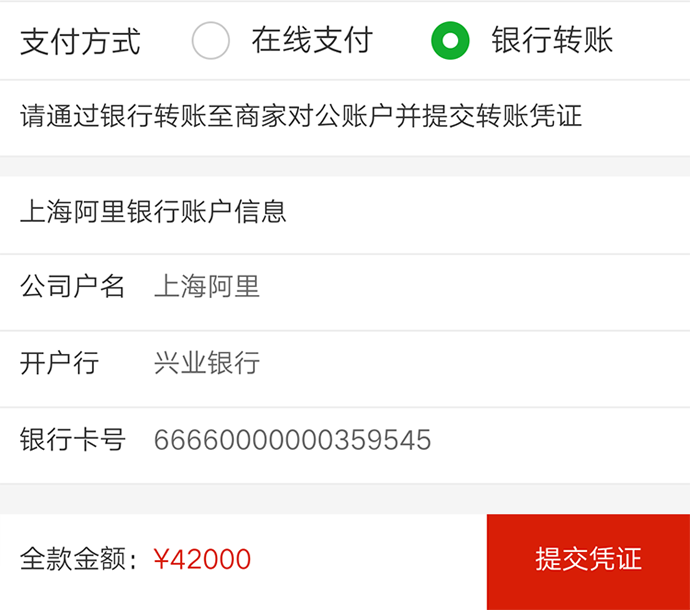 支付方式 在线支付 银行转账
请通过银行转账至商家对公账户并提交转账凭证
上海阿里银行账户信息
公司户名 上海阿里
开户行 兴业银行
银行卡号 66660000000359545
全款金额：¥42000 提交凭证